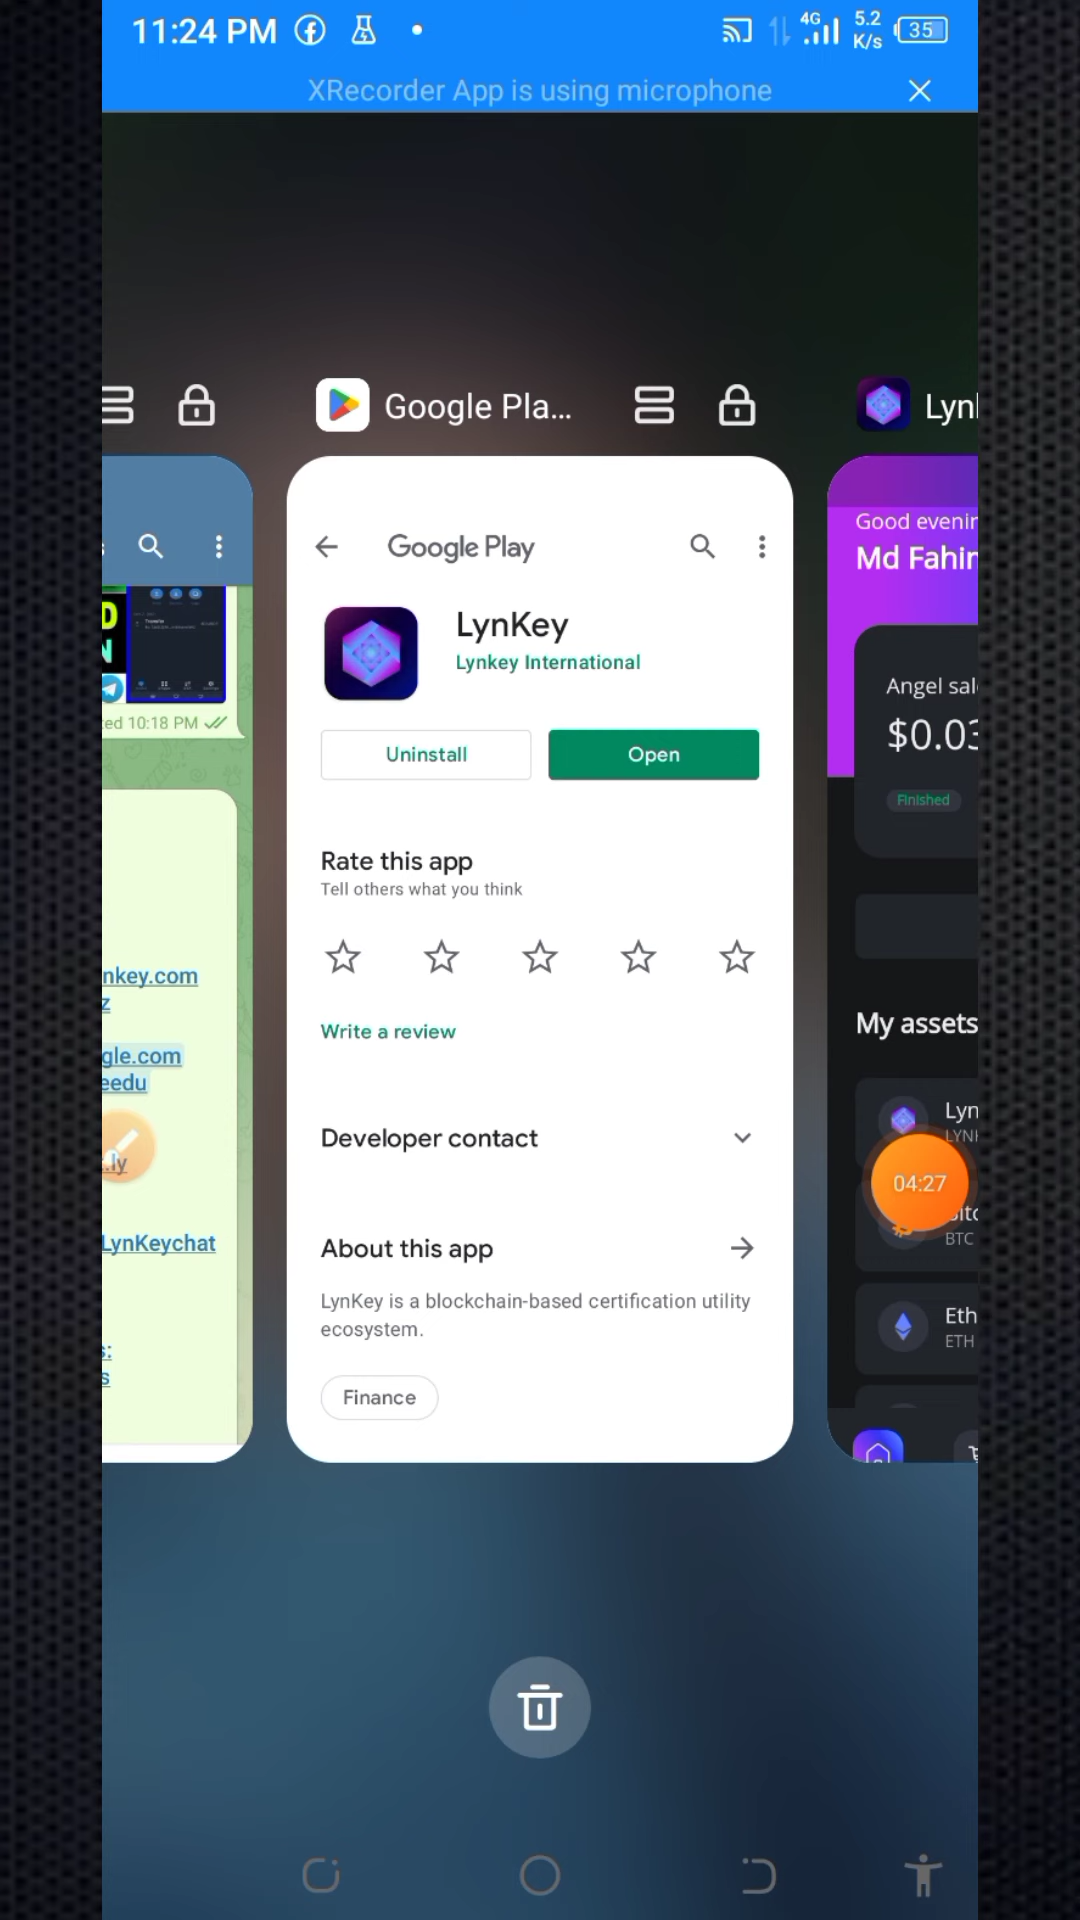 11:24 PM
4G
5.2
K/s
35
XRecorder App is using microphone
Google Pla...
Google Play
LynKey
Lynkey International
Uninstall
Open
Rate this app
Tell others what you think
Write a review
Developer contact
About this app
LynKey is a blockchain-based certification utility
ecosystem.
Finance
10:18 PM
nkey.com
z
gle.com
eedu
.ly
LynKeychat
s:
s
Lyn
Good evenin
Md Fahim
Angel sal
$0.03
Finished
My assets
Lyn
LYN
04:27
Bitc
BTC
Eth
ETH